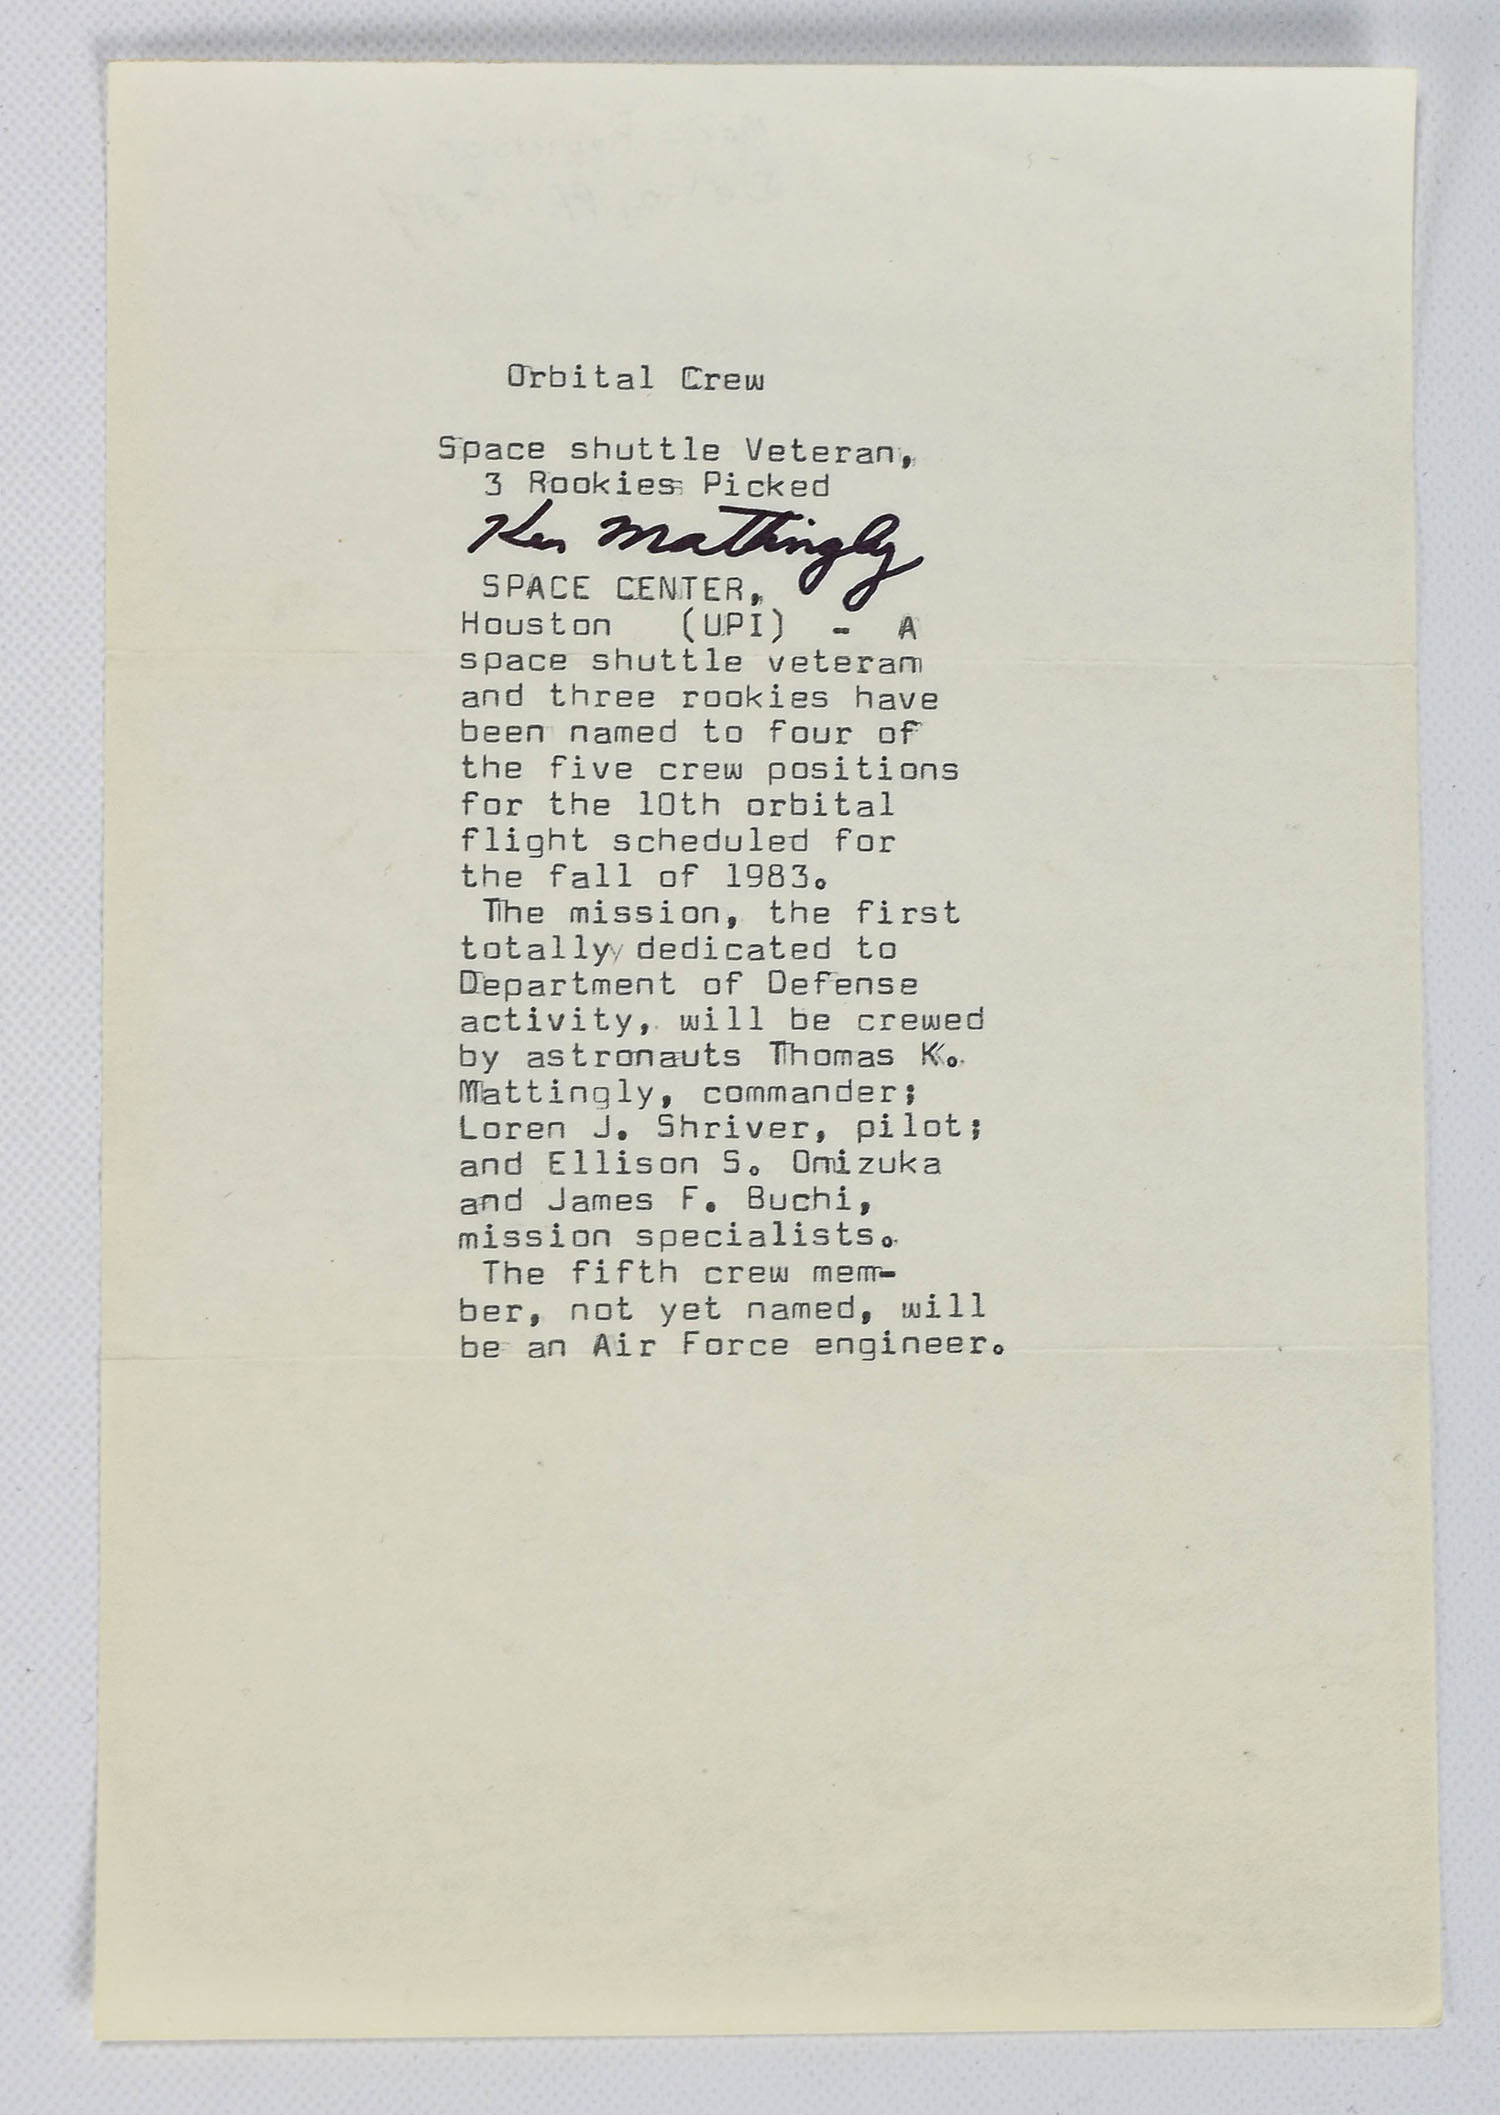 Orbital Crew
Space shuttle Veteran,
3 Rookies Picked
Ken Mattingly
SPACE CENTER,
Houston (UPI) - A
space shuttle veteran
and three rookies have
been named to four of
the five crew positions
for the 10th orbital
flight scheduled for
the fall of 1983.
The mission, the first
totally dedicated to
Department of Defense
activity, will be crewed
by astronauts Thomas K.
Mattingly, commander;
Loren J. Shriver, pilot;
and Ellison S. Onizuka
and James F. Buchi,
mission specialists.
The fifth crew mem-
ber, not yet named, will
be an Air Force engineer.